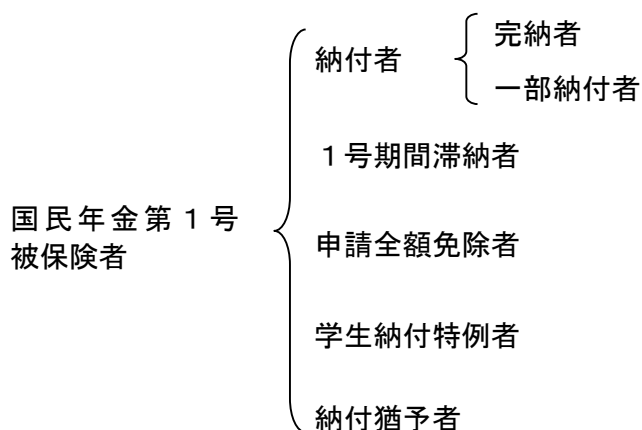 国民年金第１号
被保険者
納付者
完納者
一部納付者
１号期間滞納者
申請全額免除者
学生納付特例者
納付猶予者